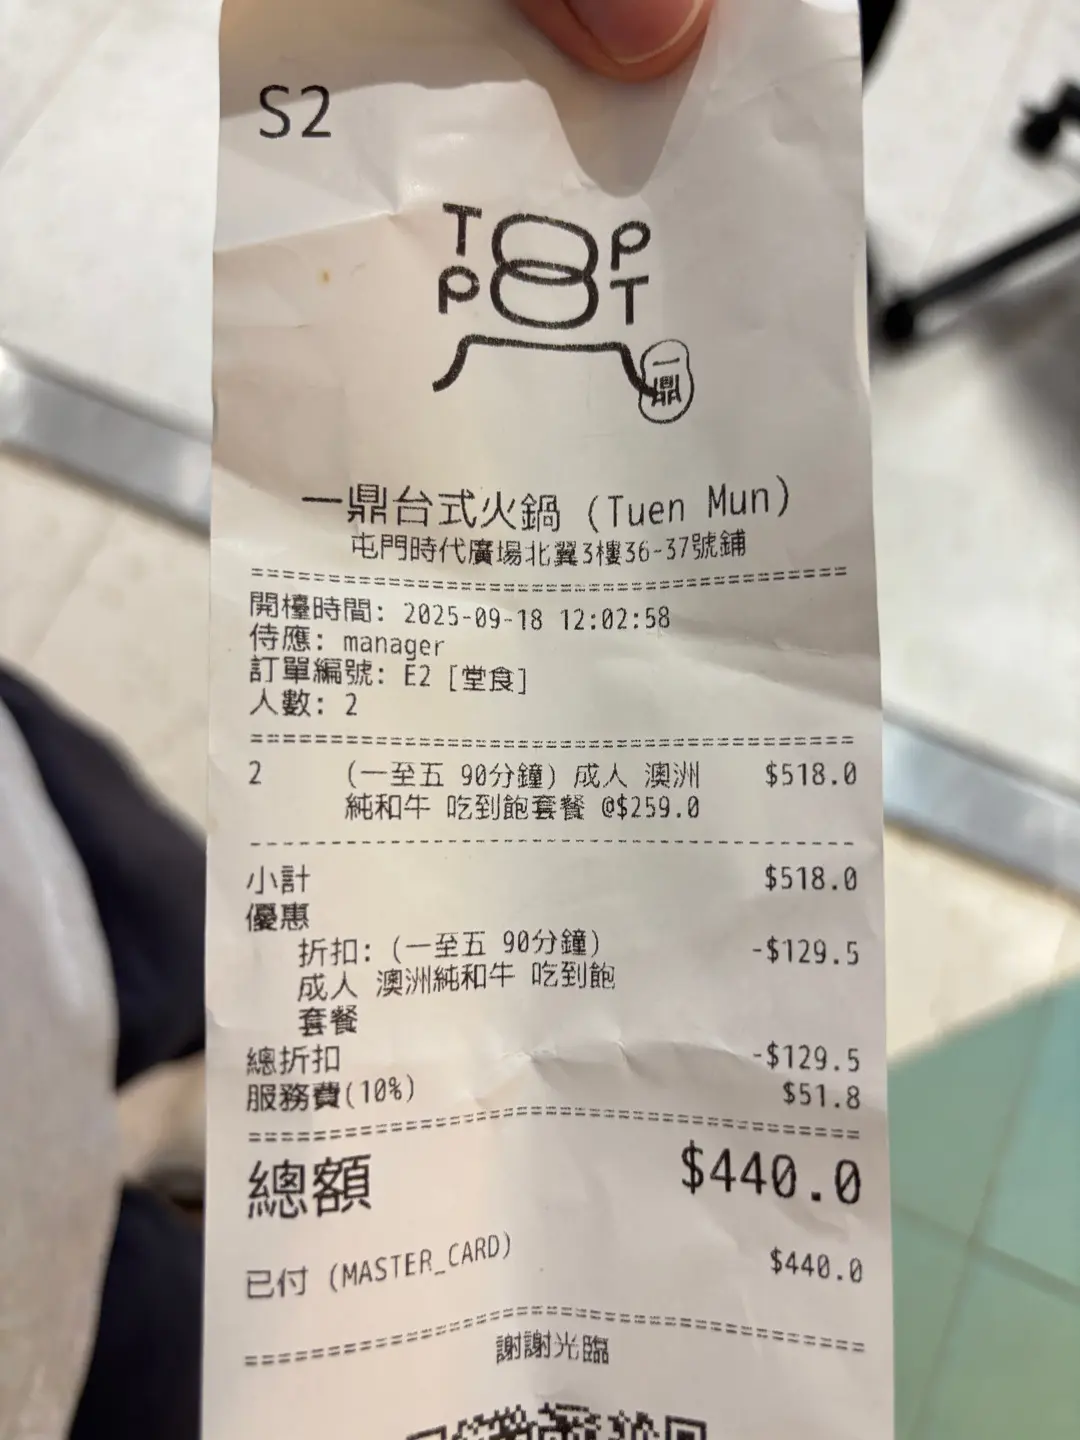 S2
TOP
POT
一鼎
一鼎台式火鍋 (Tuen Mun)
屯門時代廣場北翼3樓36-37號鋪
開檯時間: 2025-09-18 12:02:58
侍應: manager
訂單編號: E2 [堂食]
人數: 2
2 (一至五 90分鐘) 成人 澳洲 $518.0
純和牛 吃到飽套餐 @$259.0
小計 $518.0
優惠
折扣: (一至五 90分鐘) -$129.5
成人 澳洲純和牛 吃到飽
套餐
總折扣 -$129.5
服務費(10%) $51.8
總額 $440.0
已付 (MASTER_CARD) $440.0
謝謝光臨